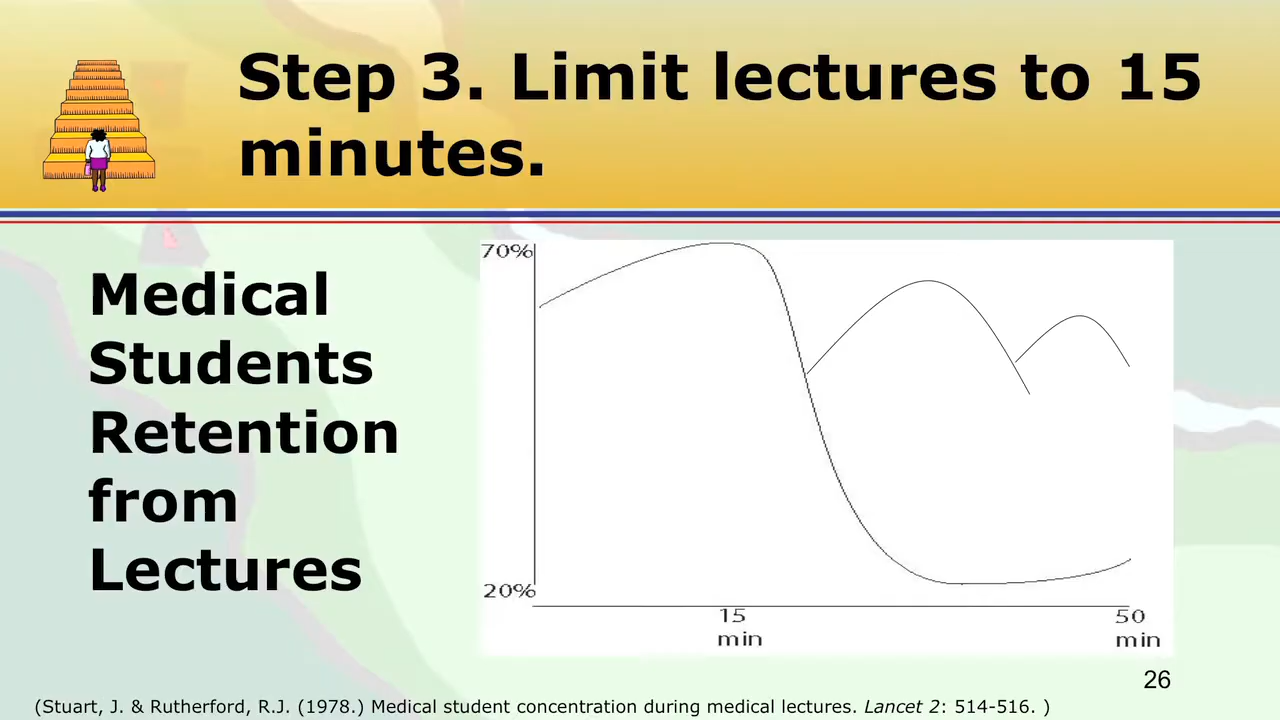 Step 3. Limit lectures to 15
minutes.
Medical
Students
Retention
from
Lectures
70%
20%
15
min
50
min
26
(Stuart, J. & Rutherford, R.J. (1978.) Medical student concentration during medical lectures. Lancet 2: 514-516. )